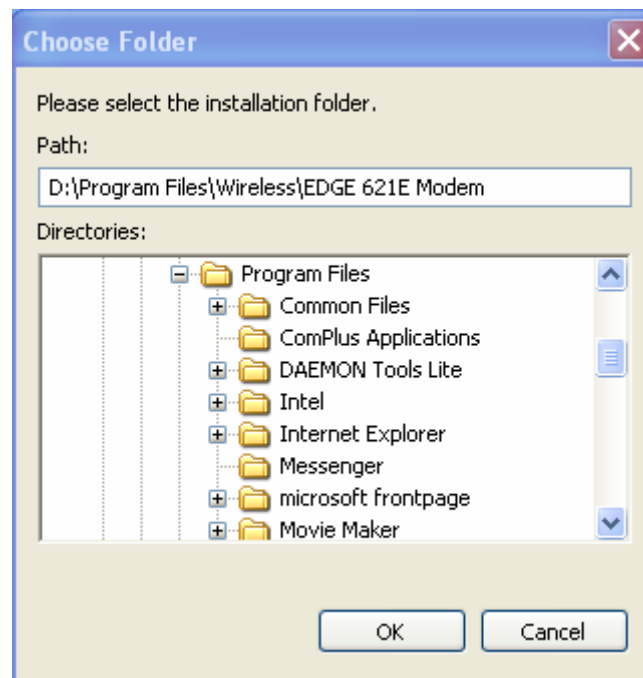 Choose Folder
Please select the installation folder.
Path:
D:\Program Files\Wireless\EDGE 621E Modem
Directories:
Program Files
Common Files
ComPlus Applications
DAEMON Tools Lite
Intel
Internet Explorer
Messenger
microsoft frontpage
Movie Maker
OK Cancel